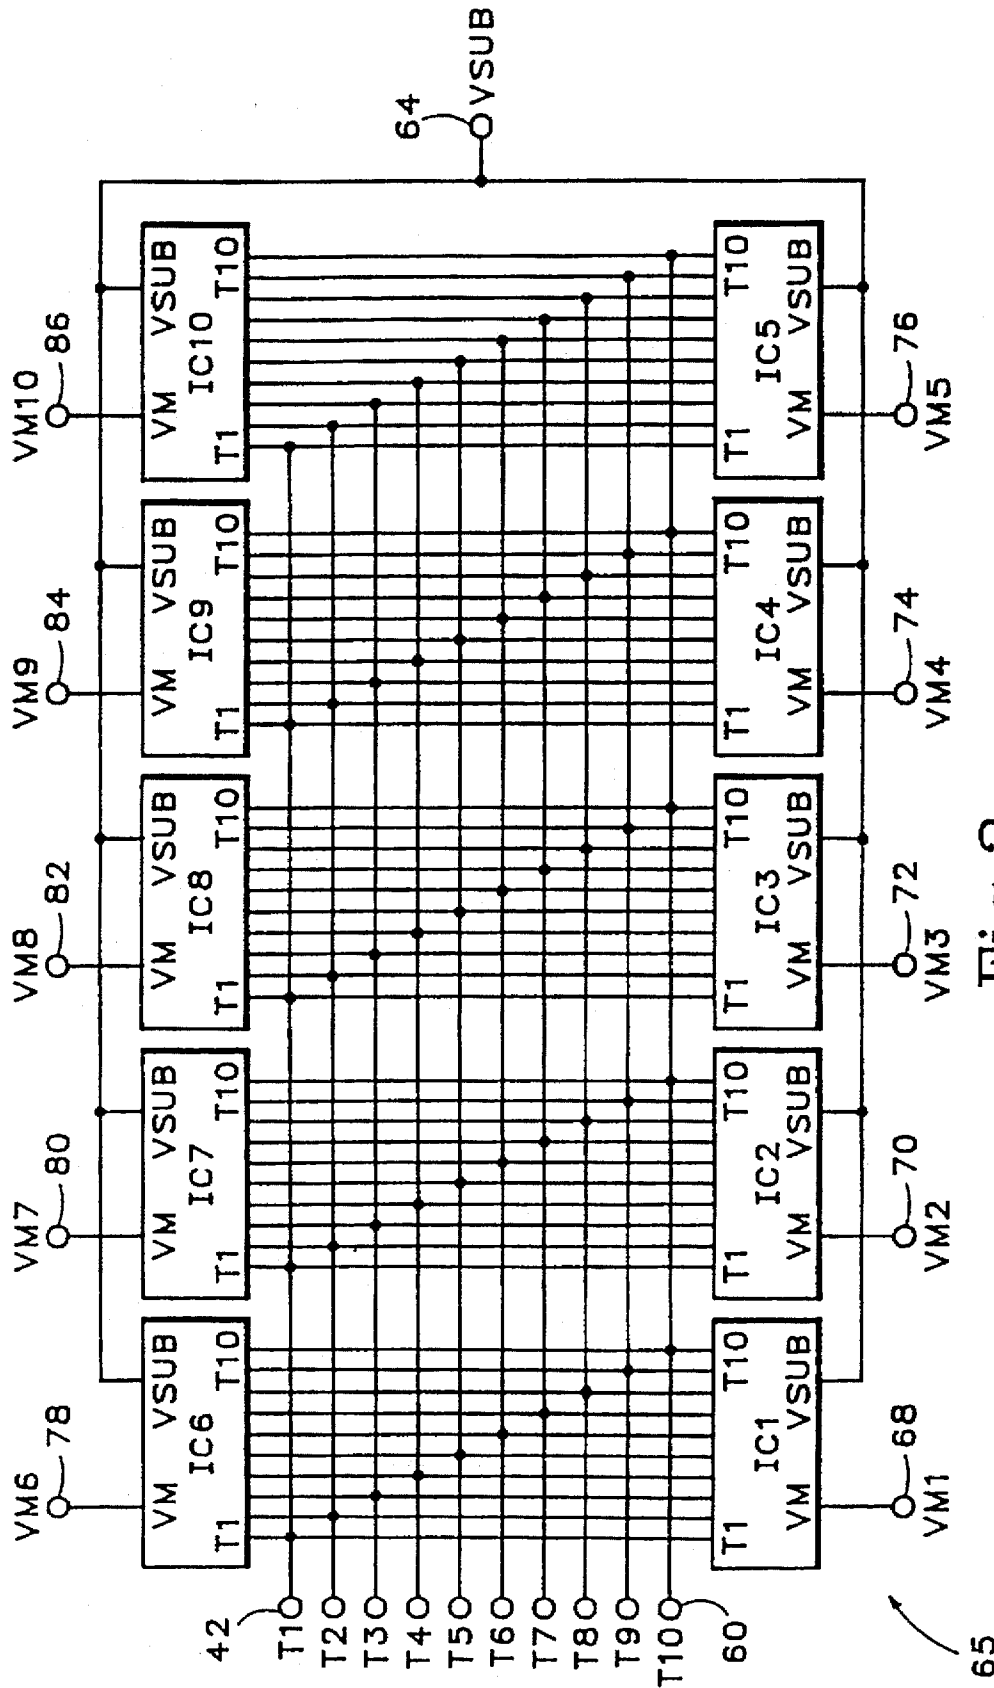 VM6 VM7 VM8 VM9 VM10
78 80 82 84 86
VM VSUB VM VSUB VM VSUB VM VSUB VM VSUB
IC6 IC7 IC8 IC9 IC10
T1 T10 T1 T10 T1 T10 T1 T10 T1 T10
42
T1
T2
T3
T4
T5
T6
T7
T8
T9
T10
60
64
VSUB
T1 T10 T1 T10 T1 T10 T1 T10 T1 T10
IC1 IC2 IC3 IC4 IC5
VM VSUB VM VSUB VM VSUB VM VSUB VM VSUB
68 70 72 74 76
VM1 VM2 VM3 VM4 VM5
65